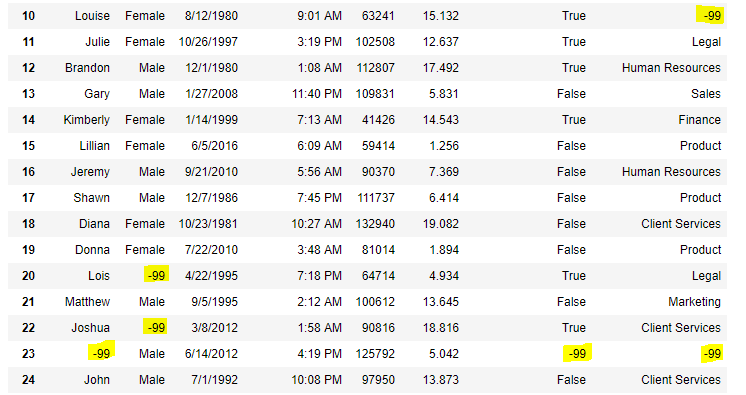 10 Louise Female 8/12/1980 9:01 AM 63241 15.132 True -99
11 Julie Female 10/26/1997 3:19 PM 102508 12.637 True Legal
12 Brandon Male 12/1/1980 1:08 AM 112807 17.492 True Human Resources
13 Gary Male 1/27/2008 11:40 PM 109831 5.831 False Sales
14 Kimberly Female 1/14/1999 7:13 AM 41426 14.543 True Finance
15 Lillian Female 6/5/2016 6:09 AM 59414 1.256 False Product
16 Jeremy Male 9/21/2010 5:56 AM 90370 7.369 False Human Resources
17 Shawn Male 12/7/1986 7:45 PM 111737 6.414 False Product
18 Diana Female 10/23/1981 10:27 AM 132940 19.082 False Client Services
19 Donna Female 7/22/2010 3:48 AM 81014 1.894 False Product
20 Lois -99 4/22/1995 7:18 PM 64714 4.934 True Legal
21 Matthew Male 9/5/1995 2:12 AM 100612 13.645 False Marketing
22 Joshua -99 3/8/2012 1:58 AM 90816 18.816 True Client Services
23 -99 Male 6/14/2012 4:19 PM 125792 5.042 -99 -99
24 John Male 7/1/1992 10:08 PM 97950 13.873 False Client Services